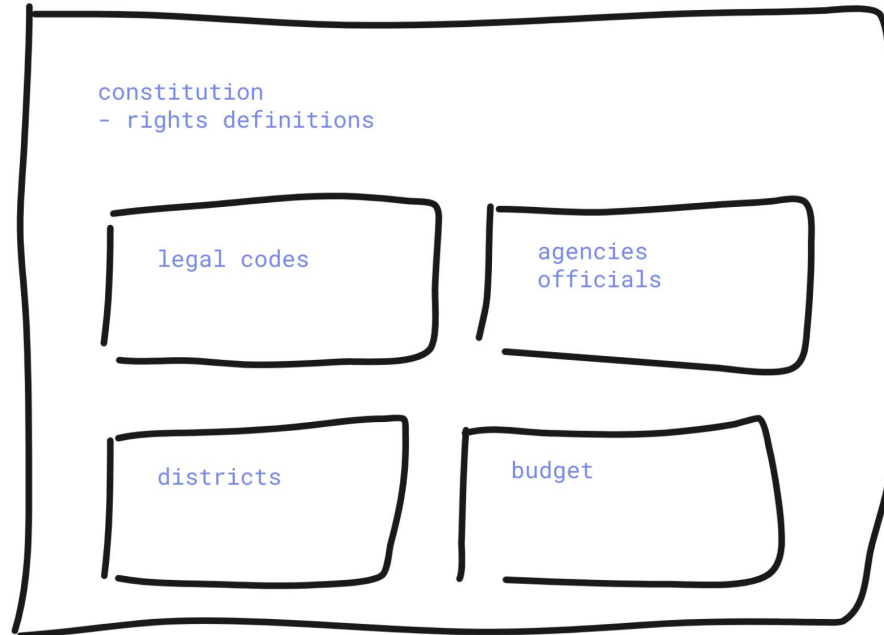 constitution
- rights definitions
legal codes
agencies
officials
districts
budget